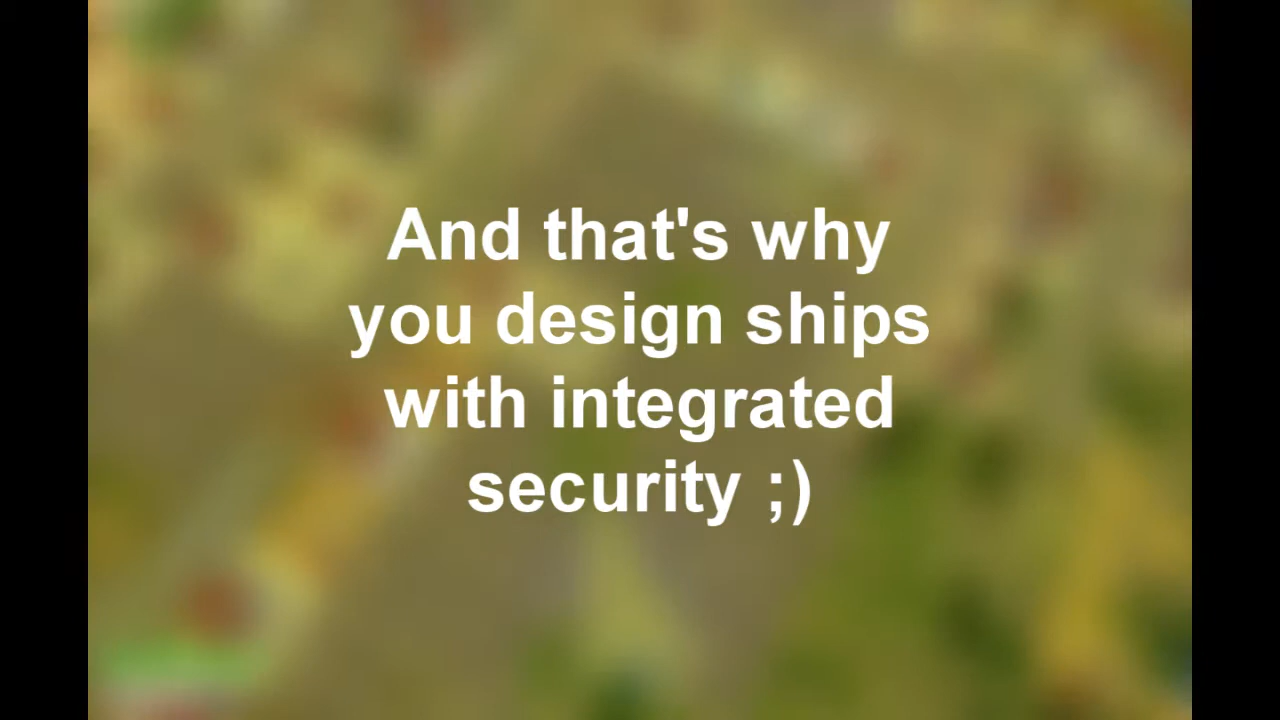 And that's why
you design ships
with integrated
security ;)